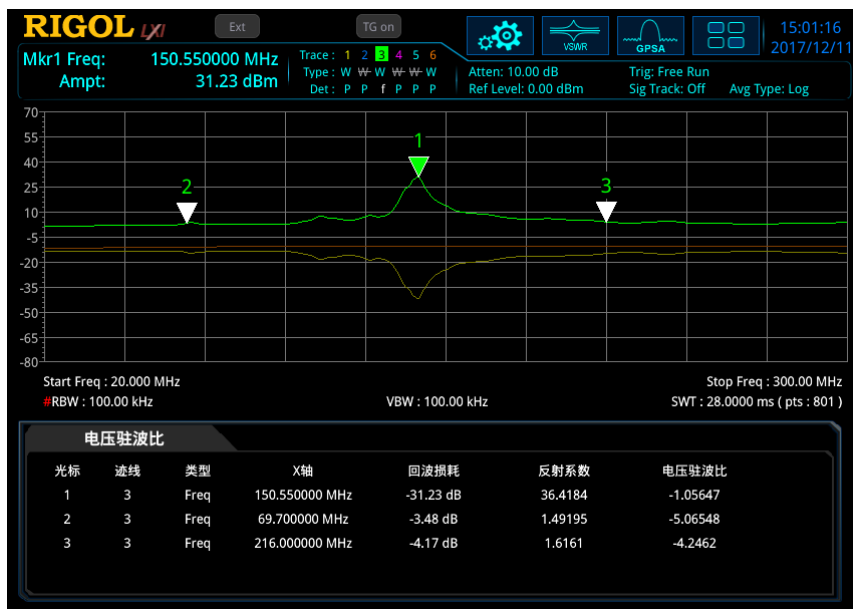 RIGOL LXI Ext TG on VSWR GPSA 15:01:16
2017/12/11
Mkr1 Freq: 150.550000 MHz
Ampt: 31.23 dBm
Trace : 1 2 3 4 5 6
Type : W W W W W W
Det : P P f P P P
Atten: 10.00 dB
Ref Level: 0.00 dBm
Trig: Free Run
Sig Track: Off Avg Type: Log
70
55
40
25
10
-5
-20
-35
-50
-65
-80
1
2
3
Start Freq : 20.000 MHz Stop Freq : 300.00 MHz
#RBW : 100.00 kHz VBW : 100.00 kHz SWT : 28.0000 ms ( pts : 801 )
电压驻波比
光标 迹线 类型 X轴 回波损耗 反射系数 电压驻波比
1 3 Freq 150.550000 MHz -31.23 dB 36.4184 -1.05647
2 3 Freq 69.700000 MHz -3.48 dB 1.49195 -5.06548
3 3 Freq 216.000000 MHz -4.17 dB 1.6161 -4.2462